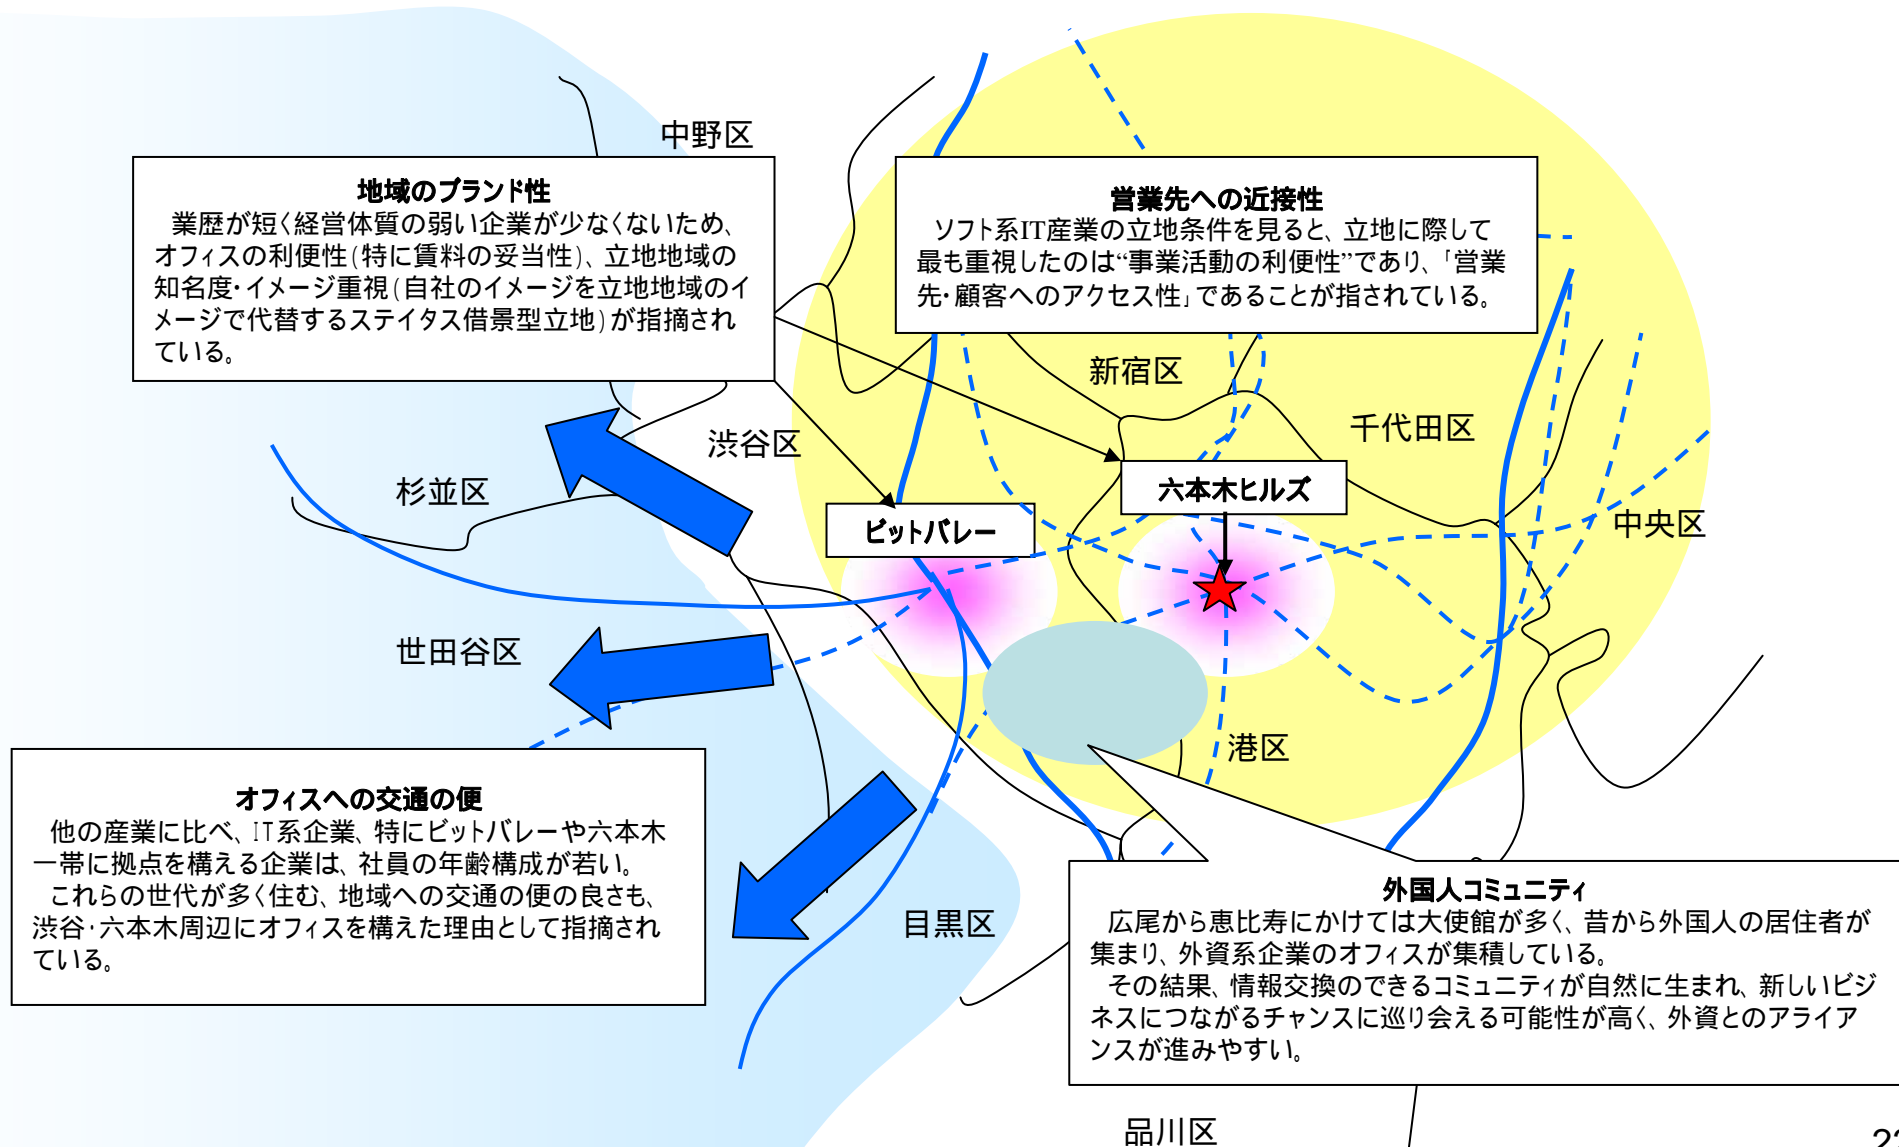 中野区
地域のブランド性
業歴が短く経営体質の弱い企業が少なくないため、
オフィスの利便性(特に賃料の妥当性)、立地地域の
知名度・イメージ重視(自社のイメージを立地地域のイ
メージで代替するステイタス借景型立地)が指摘され
ている。
営業先への近接性
ソフト系IT産業の立地条件を見ると、立地に際して
最も重視したのは“事業活動の利便性”であり、「営業
先・顧客へのアクセス性」であることが指されている。
新宿区
千代田区
渋谷区
杉並区
六本木ヒルズ
ビットバレー
中央区
世田谷区
港区
オフィスへの交通の便
他の産業に比べ、IT系企業、特にビットバレーや六本木
一帯に拠点を構える企業は、社員の年齢構成が若い。
これらの世代が多く住む、地域への交通の便の良さも、
渋谷・六本木周辺にオフィスを構えた理由として指摘され
ている。
目黒区
外国人コミュニティ
広尾から恵比寿にかけては大使館が多く、昔から外国人の居住者が
集まり、外資系企業のオフィスが集積している。
その結果、情報交換のできるコミュニティが自然に生まれ、新しいビジ
ネスにつながるチャンスに巡り会える可能性が高く、外資とのアライア
ンスが進みやすい。
品川区